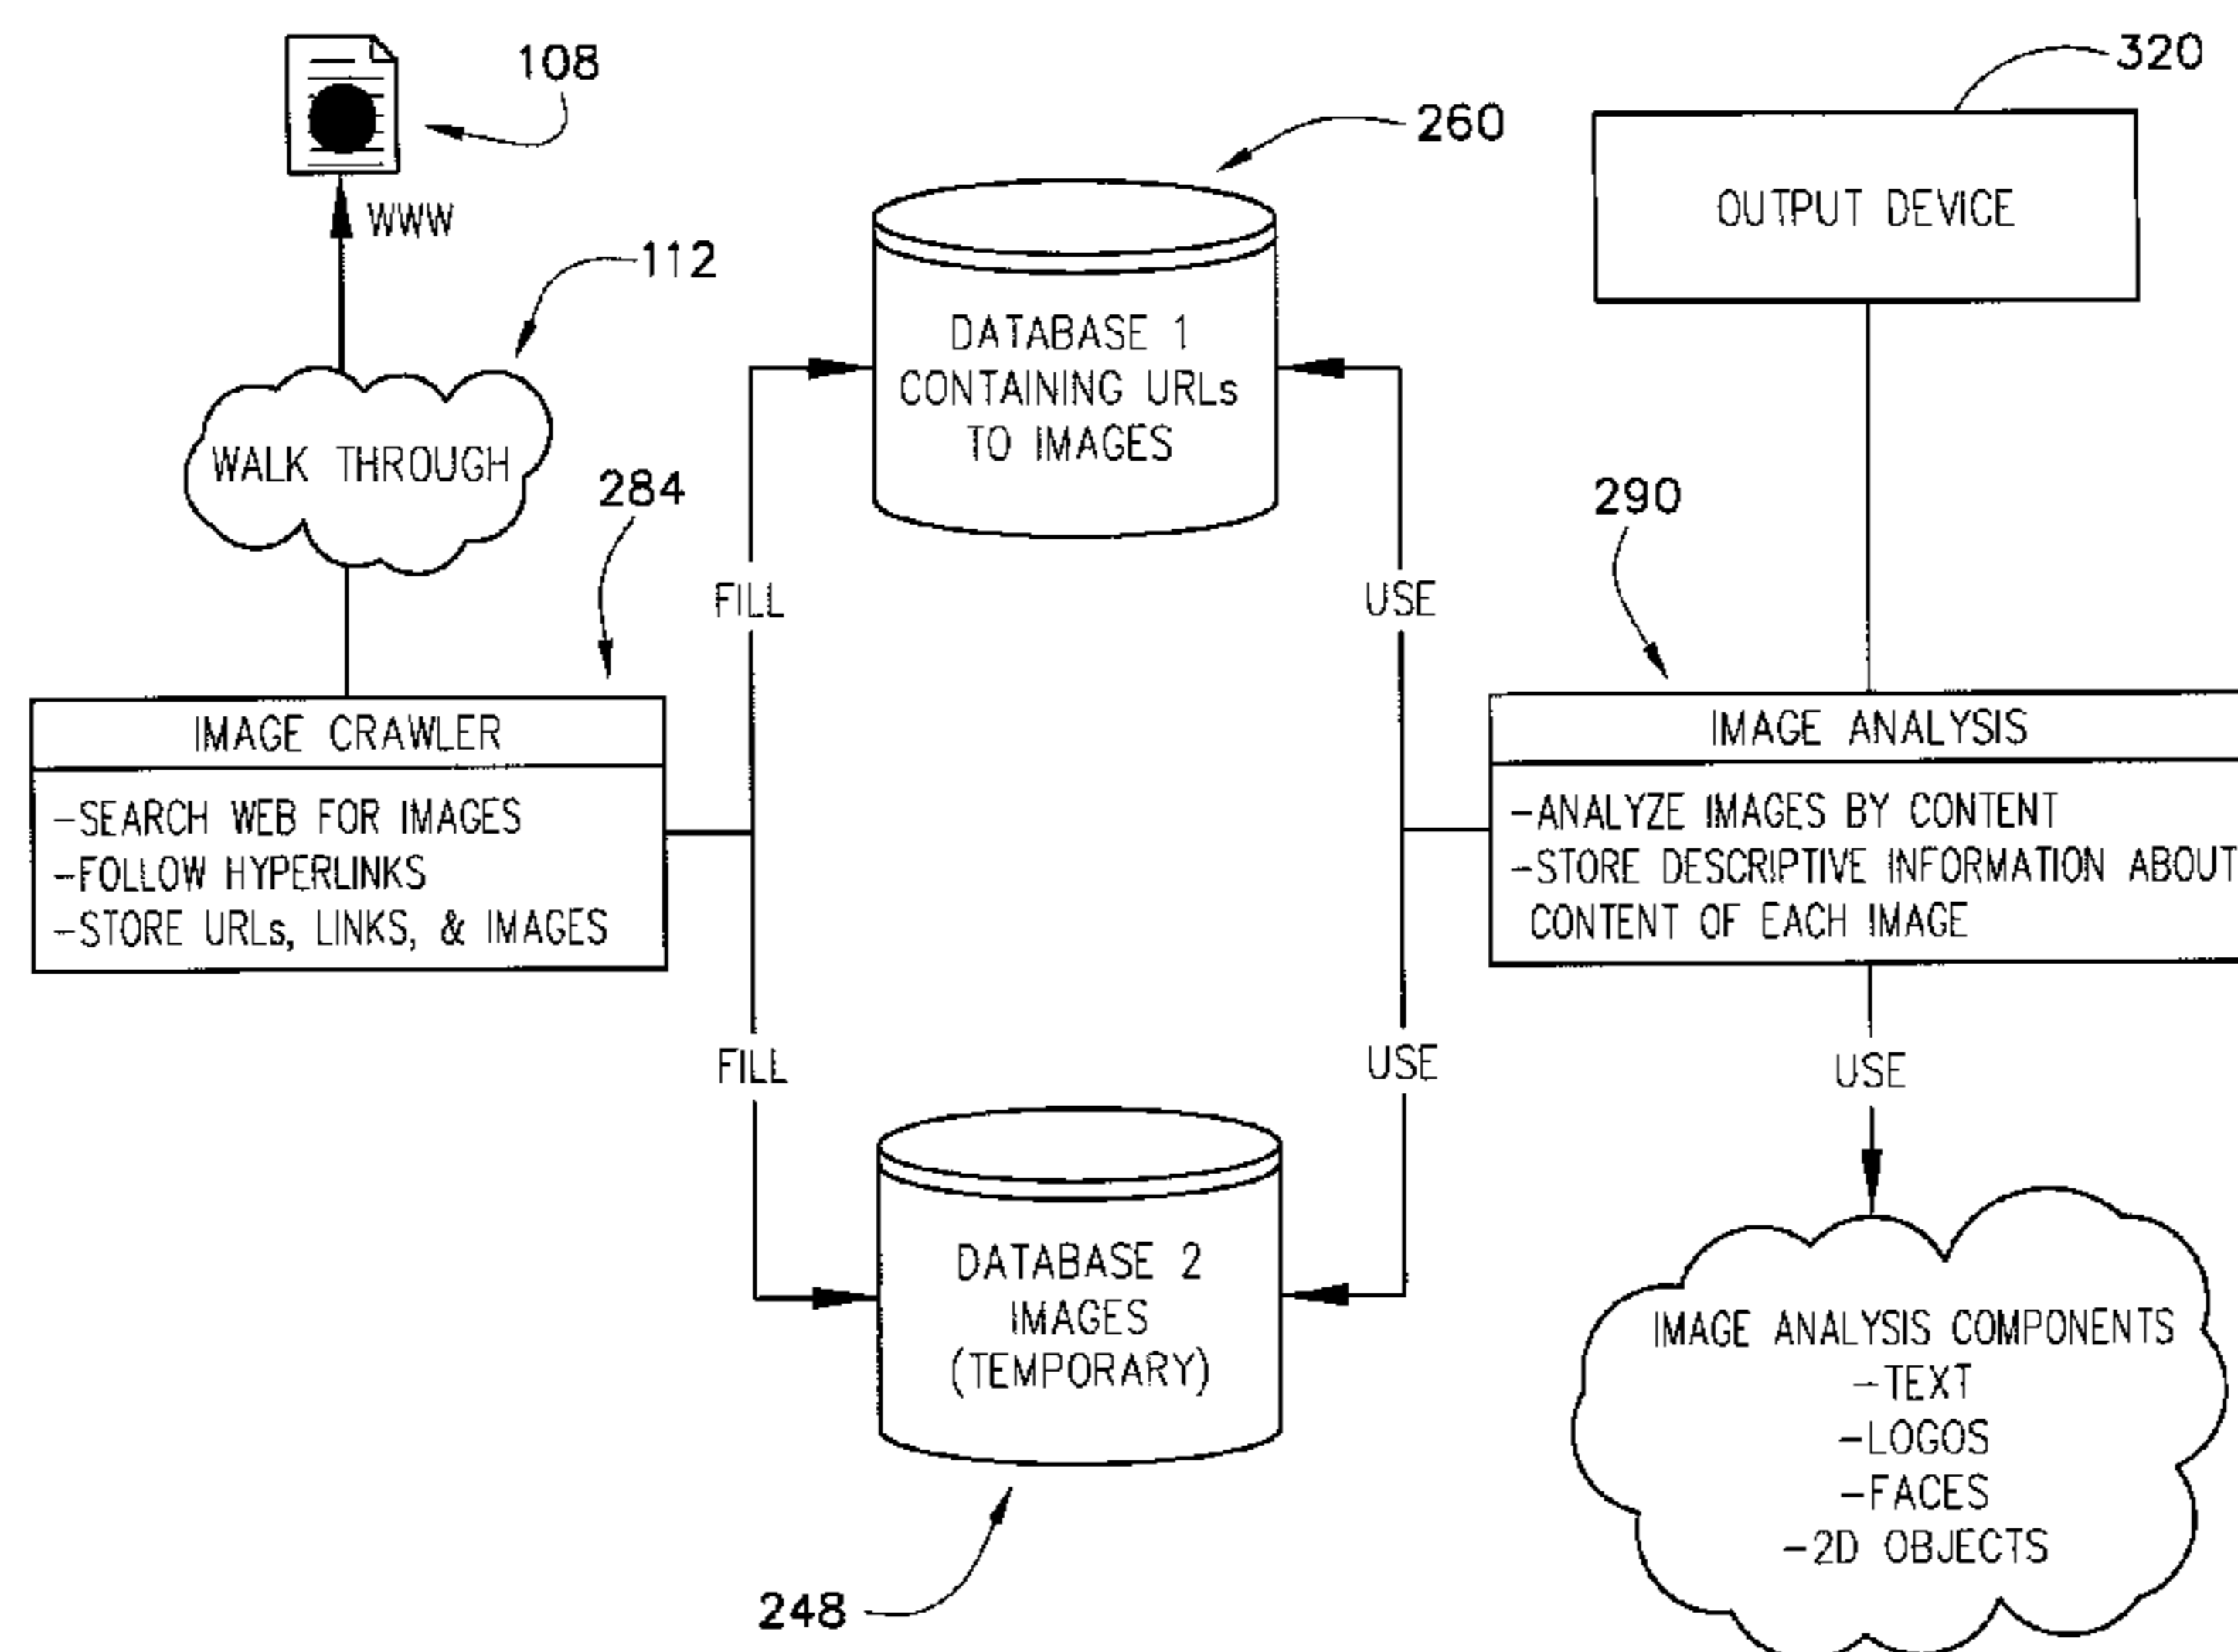 108
WWW
112
WALK THROUGH
284
IMAGE CRAWLER
-SEARCH WEB FOR IMAGES
-FOLLOW HYPERLINKS
-STORE URLs, LINKS, & IMAGES
FILL
FILL
260
DATABASE 1
CONTAINING URLs
TO IMAGES
DATABASE 2
IMAGES
(TEMPORARY)
248
USE
USE
320
OUTPUT DEVICE
290
IMAGE ANALYSIS
-ANALYZE IMAGES BY CONTENT
-STORE DESCRIPTIVE INFORMATION ABOUT
CONTENT OF EACH IMAGE
USE
IMAGE ANALYSIS COMPONENTS
-TEXT
-LOGOS
-FACES
-2D OBJECTS